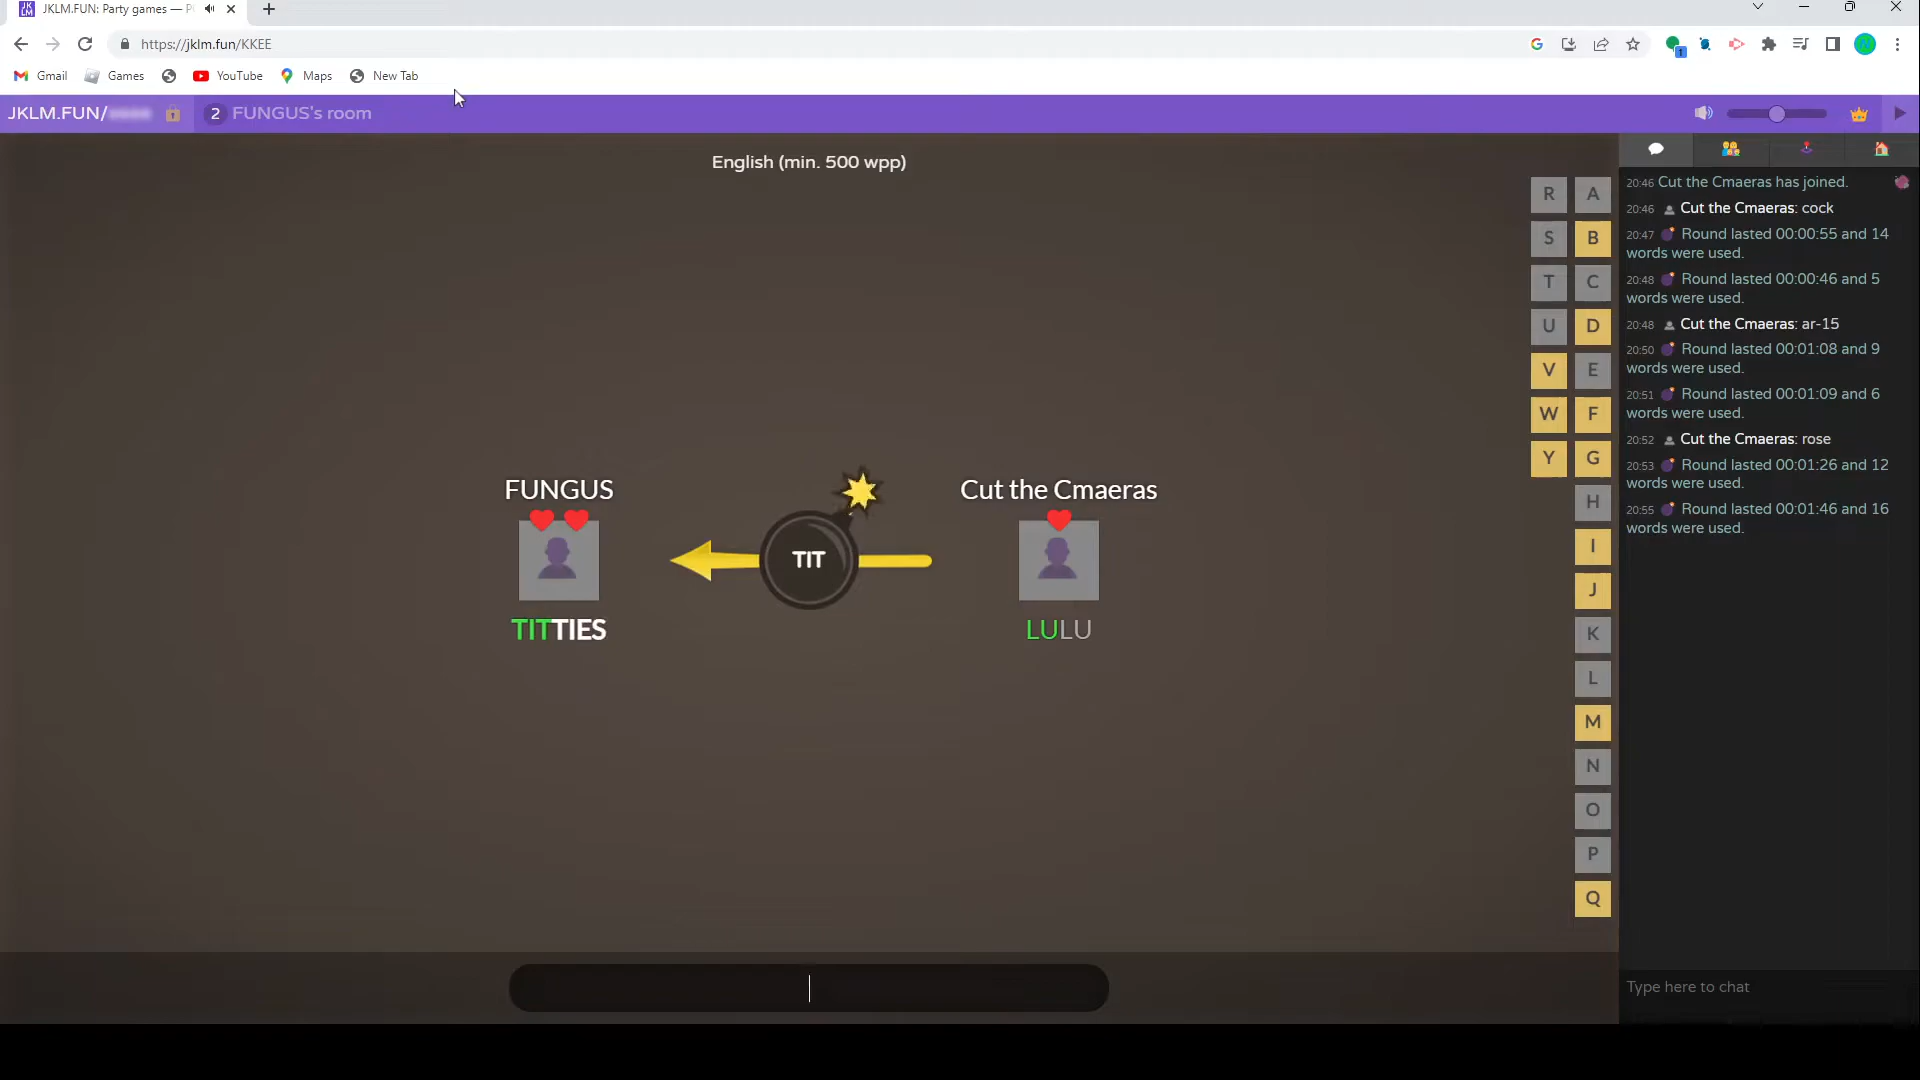 JKLM.FUN: Party games — P
https://jklm.fun/KKEE
Gmail Games YouTube Maps New Tab
JKLM.FUN/
2 FUNGUS's room
English (min. 500 wpp)
FUNGUS
TIT
TITTIES
Cut the Cmaeras
LULU
R A
S B
T C
U D
V E
W F
Y G
H
I
J
K
L
M
N
O
P
Q
20:46 Cut the Cmaeras has joined.
20:46 Cut the Cmaeras: cock
20:47 Round lasted 00:00:55 and 14
words were used.
20:48 Round lasted 00:00:46 and 5
words were used.
20:48 Cut the Cmaeras: ar-15
20:50 Round lasted 00:01:08 and 9
words were used.
20:51 Round lasted 00:01:09 and 6
words were used.
20:52 Cut the Cmaeras: rose
20:53 Round lasted 00:01:26 and 12
words were used.
20:55 Round lasted 00:01:46 and 16
words were used.
Type here to chat